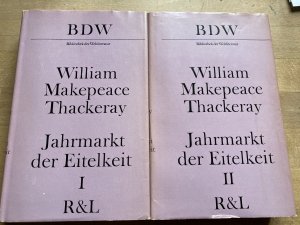 BDW
Bibliothek der Weltliteratur
William
Makepeace
Thackeray
Jahrmarkt
der Eitelkeit
I
R&L
BDW
Bibliothek der Weltliteratur
William
Makepeace
Thackeray
Jahrmarkt
der Eitelkeit
II
R&L